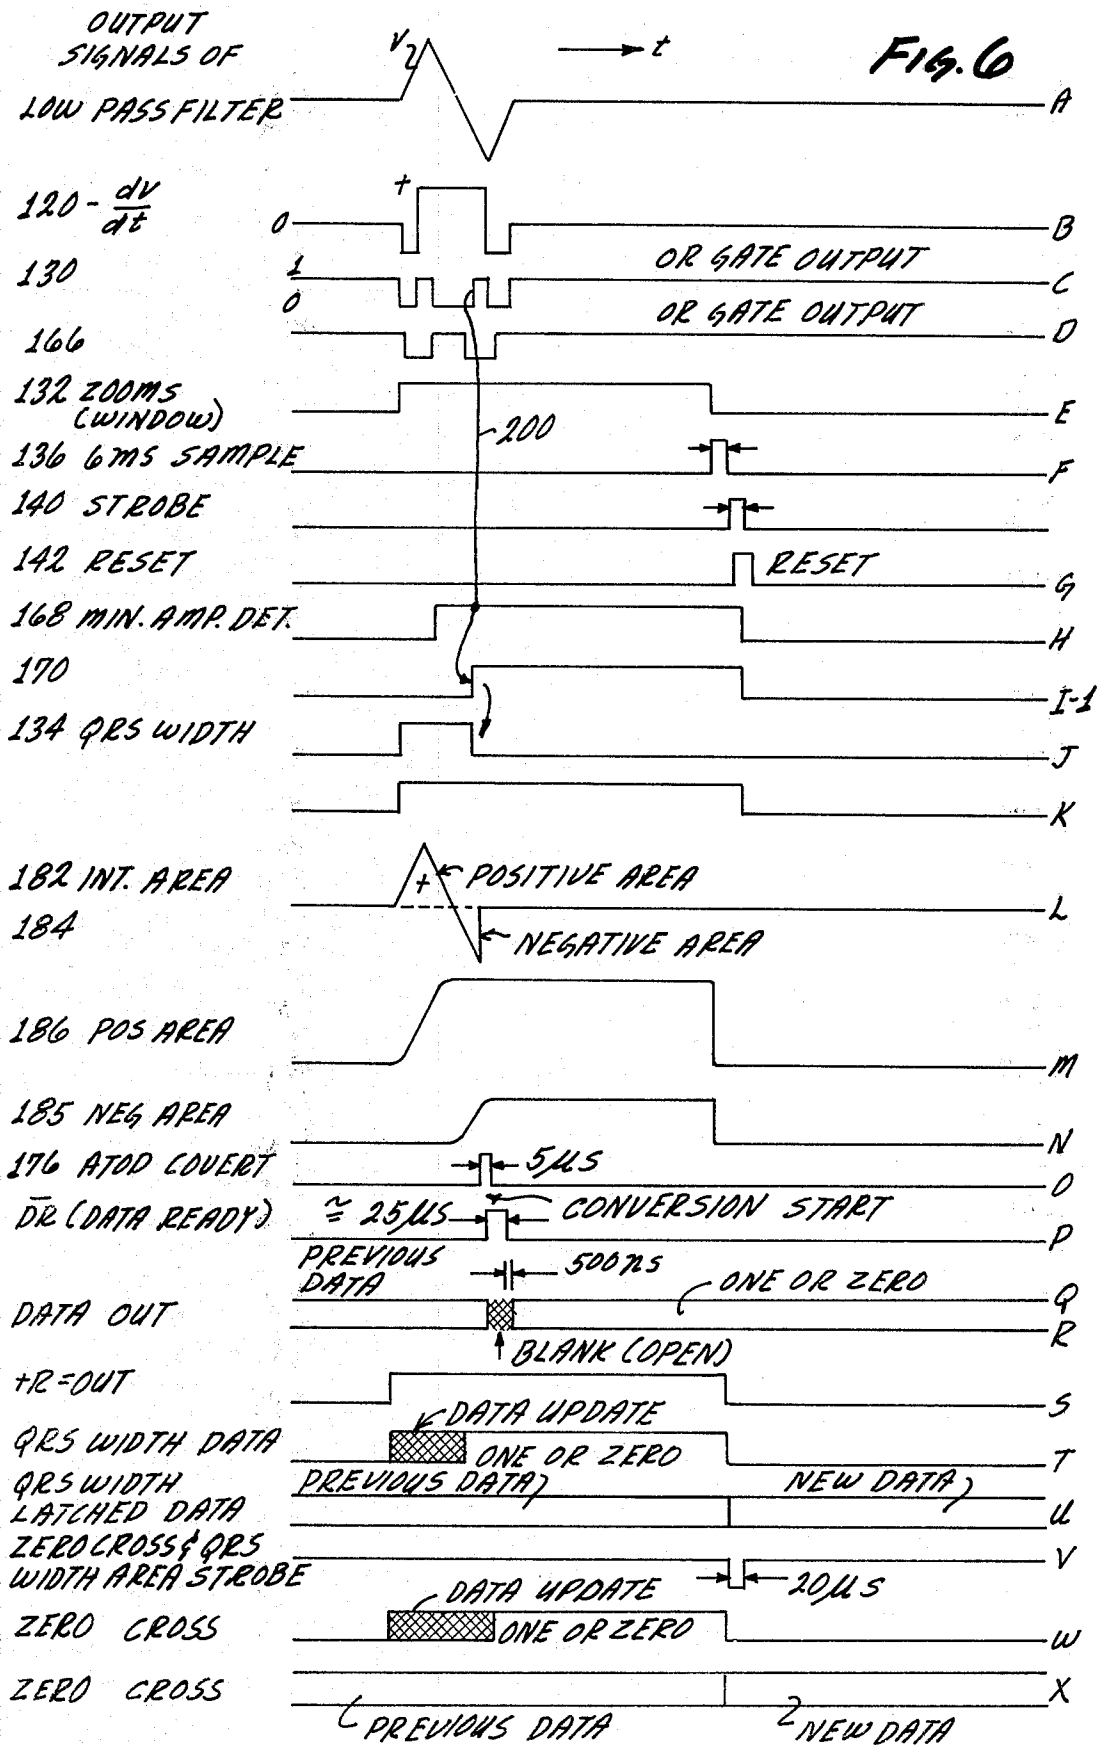 OUTPUT
SIGNALS OF
V
t
FIG. 6
LOW PASS FILTER
A
120 - dv/dt
+
0
B
130
1
0
OR GATE OUTPUT
C
166
OR GATE OUTPUT
D
132 200MS
(WINDOW)
E
200
136 6MS SAMPLE
F
140 STROBE
142 RESET
RESET
G
168 MIN. AMP. DET.
H
170
I-1
134 QRS WIDTH
J
K
182 INT. AREA
+
POSITIVE AREA
L
184
NEGATIVE AREA
186 POS AREA
M
185 NEG AREA
N
176 ATOD COVERT
5µS
O
D̅R̅ (DATA READY)
≃ 25µS
CONVERSION START
P
PREVIOUS
DATA
500ns
ONE OR ZERO
Q
DATA OUT
R
BLANK (OPEN)
+R=OUT
S
DATA UPDATE
QRS WIDTH DATA
ONE OR ZERO
T
QRS WIDTH
LATCHED DATA
PREVIOUS DATA
NEW DATA
U
ZERO CROSS & QRS
WIDTH AREA STROBE
V
20µS
DATA UPDATE
ZERO CROSS
ONE OR ZERO
W
ZERO CROSS
X
PREVIOUS DATA
NEW DATA